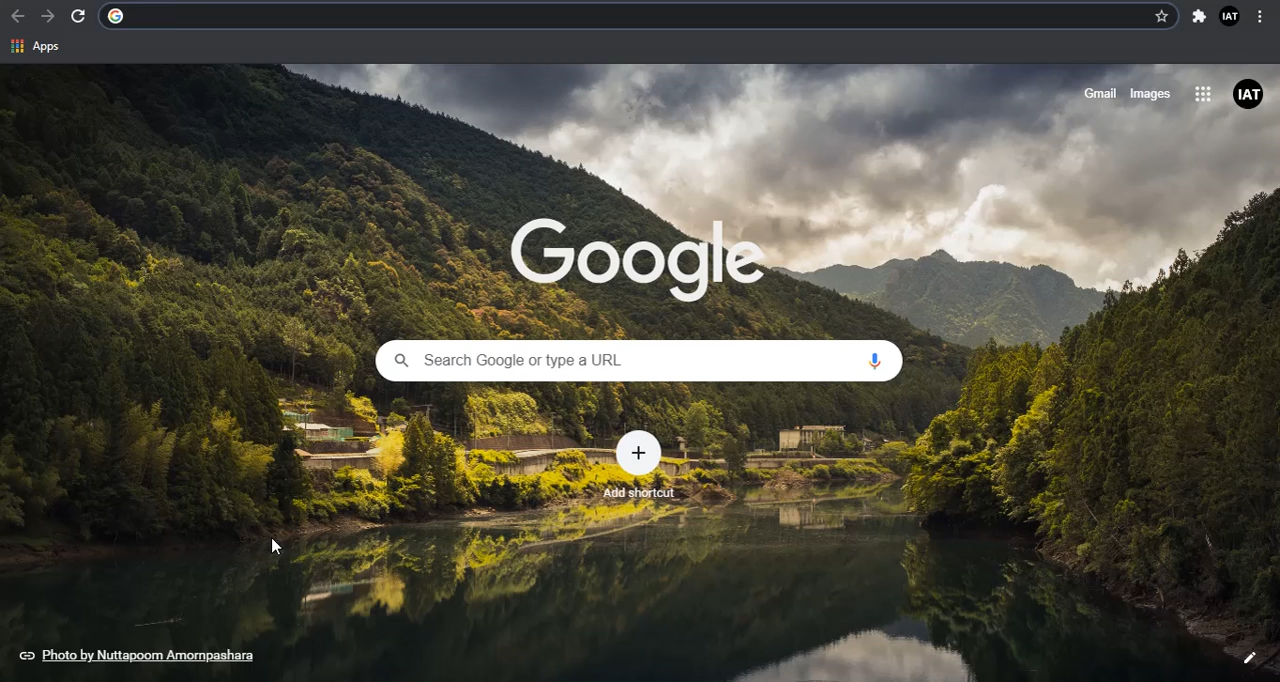 IAT
Apps
Gmail Images
IAT
Google
Search Google or type a URL
Add shortcut
Photo by Nuttapoom Amornpashara